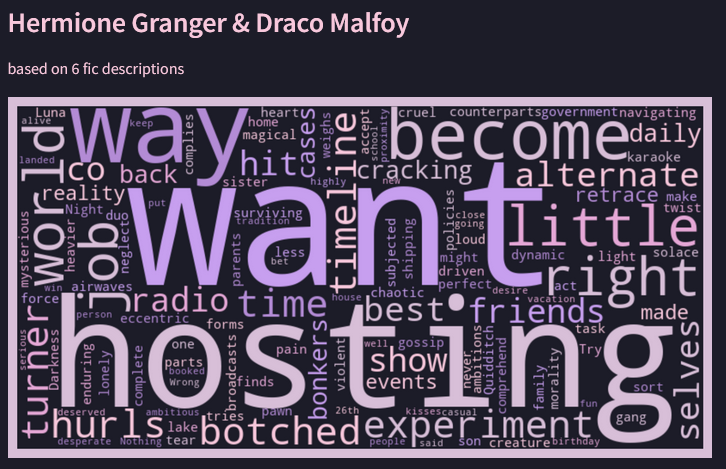 Hermione Granger & Draco Malfoy
based on 6 fic descriptions
Luna
alive
way
keep
complies
heart
home
magical
cases
weighs
timeline
accept
school
proximity
cruel
counterparts
government
navigating
become
daily
karaoke
landed
world
co
back
hit
sister
highly
cracking
new
alternate
reality
Night
duo
put
want
surviving
tradition
parents
less
bet
subjected
shipping
policies
close
going
loud
little
retrace
make
twist
mysterious
heavier
neglect
job
might
driven
perfect
desire
dynamic
right
light
solace
win
airwaves
force
person
radio
time
house
chaotic
best
friends
vacation
act
made
eccentric
hosting
turner
serious
darkness
enduring
lonely
complete
forms
one
parts
booked
Wrong
broadcasts
finds
pain
bonkers
violent
well
gossip
show
events
never
ambitions
Quidditch
comprehend
family
morality
task
Try
fun
sort
gang
selves
deserved
hurls
desperate
ambitious
Nothing
lake
tear
tries
pawn
botched
26th
people
kisses
casual
said
experiment
son
creature
birthday